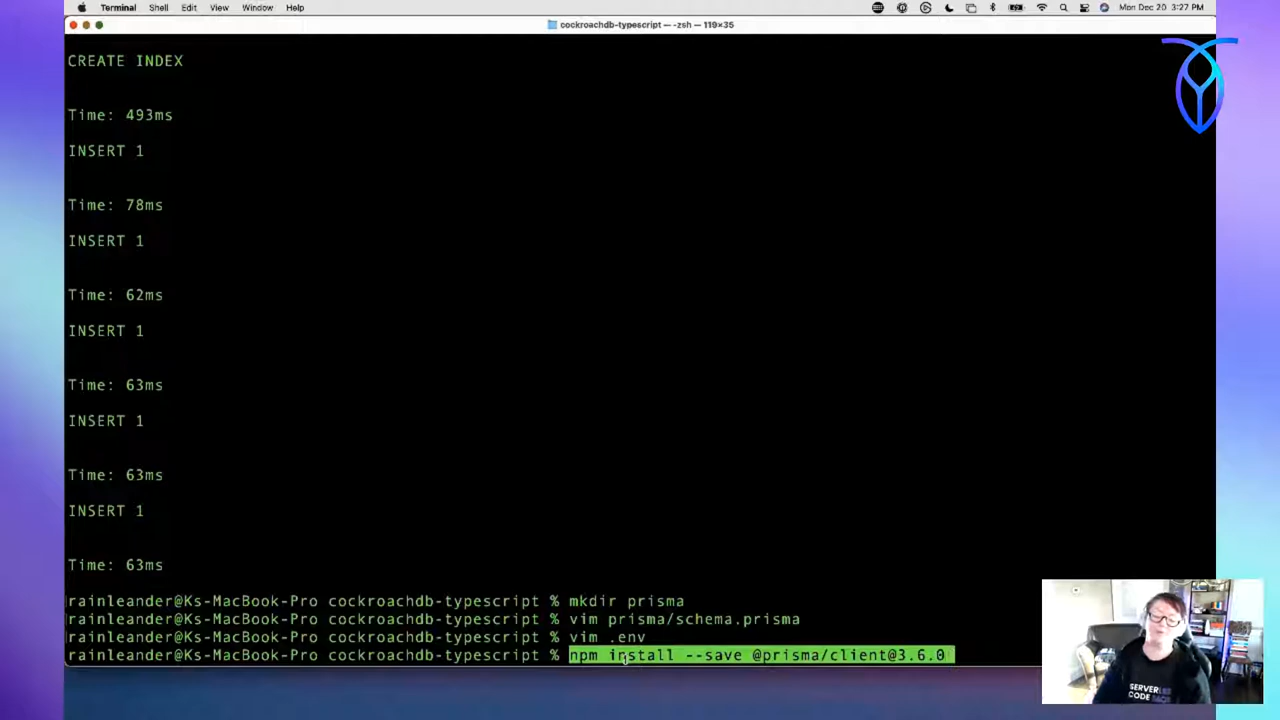 Terminal Shell Edit View Window Help Mon Dec 20 3:27 PM
cockroachdb-typescript — -zsh — 119×35
CREATE INDEX
Time: 493ms
INSERT 1
Time: 78ms
INSERT 1
Time: 62ms
INSERT 1
Time: 63ms
INSERT 1
Time: 63ms
INSERT 1
Time: 63ms
rainleander@Ks-MacBook-Pro cockroachdb-typescript % mkdir prisma
rainleander@Ks-MacBook-Pro cockroachdb-typescript % vim prisma/schema.prisma
rainleander@Ks-MacBook-Pro cockroachdb-typescript % vim .env
rainleander@Ks-MacBook-Pro cockroachdb-typescript % npm install --save @prisma/client@3.6.0
SERVERLESS
CODE